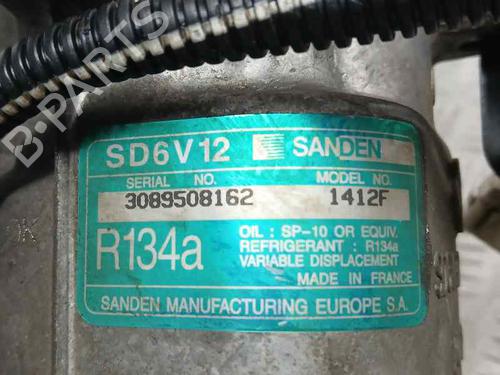 B-PARTS
SD6V12 SANDEN
SERIAL NO. MODEL NO.
3089508162 1412F
R134a
OIL : SP-10 OR EQUIV.
REFRIGERANT : R134a
VARIABLE DISPLACEMENT
MADE IN FRANCE
SANDEN MANUFACTURING EUROPE S.A.